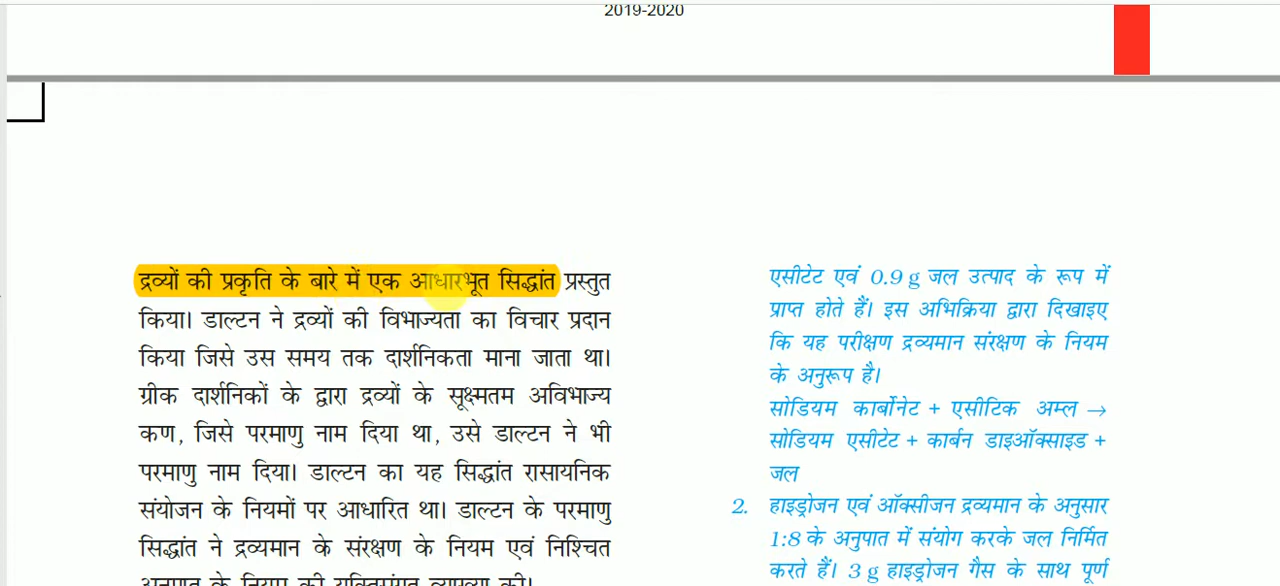 2019-2020
द्रव्यों की प्रकृति के बारे में एक आधारभूत सिद्धांत प्रस्तुत
किया। डाल्टन ने द्रव्यों की विभाज्यता का विचार प्रदान
किया जिसे उस समय तक दार्शनिकता माना जाता था।
ग्रीक दार्शनिकों के द्वारा द्रव्यों के सूक्ष्मतम अविभाज्य
कण, जिसे परमाणु नाम दिया था, उसे डाल्टन ने भी
परमाणु नाम दिया। डाल्टन का यह सिद्धांत रासायनिक
संयोजन के नियमों पर आधारित था। डाल्टन के परमाणु
सिद्धांत ने द्रव्यमान के संरक्षण के नियम एवं निश्चित
अनुपात के नियम की युक्तिसंगत व्याख्या की।
एसीटेट एवं 0.9 g जल उत्पाद के रूप में
प्राप्त होते हैं। इस अभिक्रिया द्वारा दिखाइए
कि यह परीक्षण द्रव्यमान संरक्षण के नियम
के अनुरूप है।
सोडियम कार्बोनेट + एसीटिक अम्ल →
सोडियम एसीटेट + कार्बन डाइऑक्साइड +
जल
2. हाइड्रोजन एवं ऑक्सीजन द्रव्यमान के अनुसार
1:8 के अनुपात में संयोग करके जल निर्मित
करते हैं। 3 g हाइड्रोजन गैस के साथ पूर्ण